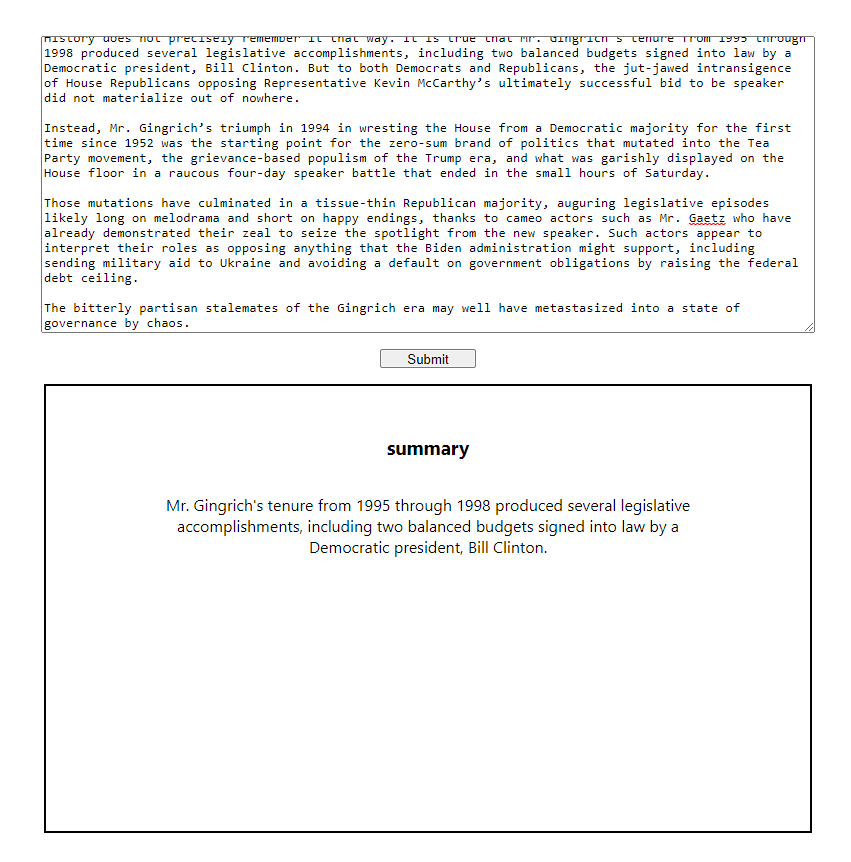 History does not precisely remember it that way. It is true that Mr. Gingrich's tenure from 1995 through
1998 produced several legislative accomplishments, including two balanced budgets signed into law by a
Democratic president, Bill Clinton. But to both Democrats and Republicans, the jut-jawed intransigence
of House Republicans opposing Representative Kevin McCarthy’s ultimately successful bid to be speaker
did not materialize out of nowhere.
Instead, Mr. Gingrich’s triumph in 1994 in wresting the House from a Democratic majority for the first
time since 1952 was the starting point for the zero-sum brand of politics that mutated into the Tea
Party movement, the grievance-based populism of the Trump era, and what was garishly displayed on the
House floor in a raucous four-day speaker battle that ended in the small hours of Saturday.
Those mutations have culminated in a tissue-thin Republican majority, auguring legislative episodes
likely long on melodrama and short on happy endings, thanks to cameo actors such as Mr. Gaetz who have
already demonstrated their zeal to seize the spotlight from the new speaker. Such actors appear to
interpret their roles as opposing anything that the Biden administration might support, including
sending military aid to Ukraine and avoiding a default on government obligations by raising the federal
debt ceiling.
The bitterly partisan stalemates of the Gingrich era may well have metastasized into a state of
governance by chaos.
Submit
summary
Mr. Gingrich's tenure from 1995 through 1998 produced several legislative
accomplishments, including two balanced budgets signed into law by a
Democratic president, Bill Clinton.